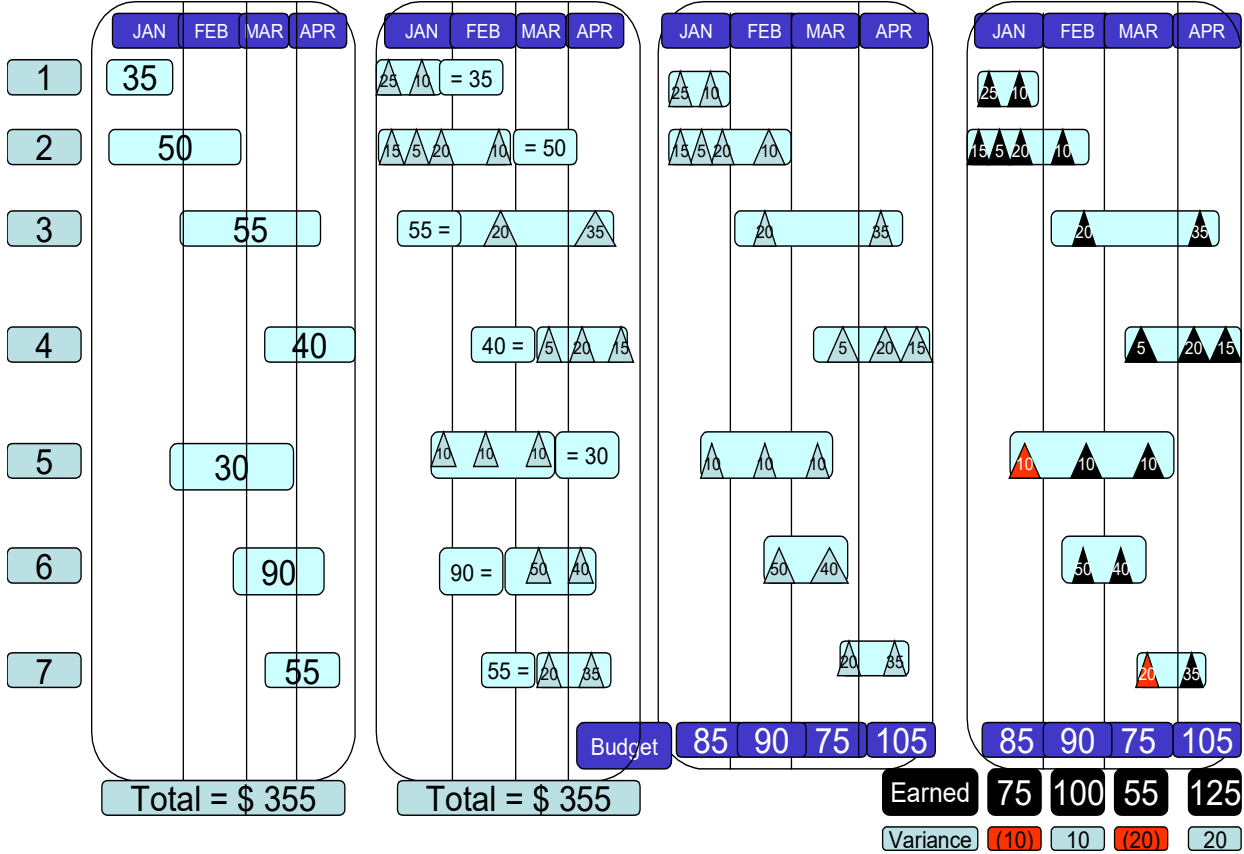 JAN FEB MAR APR JAN FEB MAR APR JAN FEB MAR APR JAN FEB MAR APR
1 35 25 10 = 35 25 10 25 10
2 50 15 5 20 10 = 50 15 5 20 10 15 5 20 10
3 55 55 = 20 35 20 35 20 35
4 40 40 = 5 20 15 5 20 15 5 20 15
5 30 10 10 10 = 30 10 10 10 10 10 10
6 90 90 = 50 40 50 40 50 40
7 55 55 = 20 35 20 35 20 35
Budget 85 90 75 105 85 90 75 105
Total = $ 355 Total = $ 355 Earned 75 100 55 125
Variance (10) 10 (20) 20